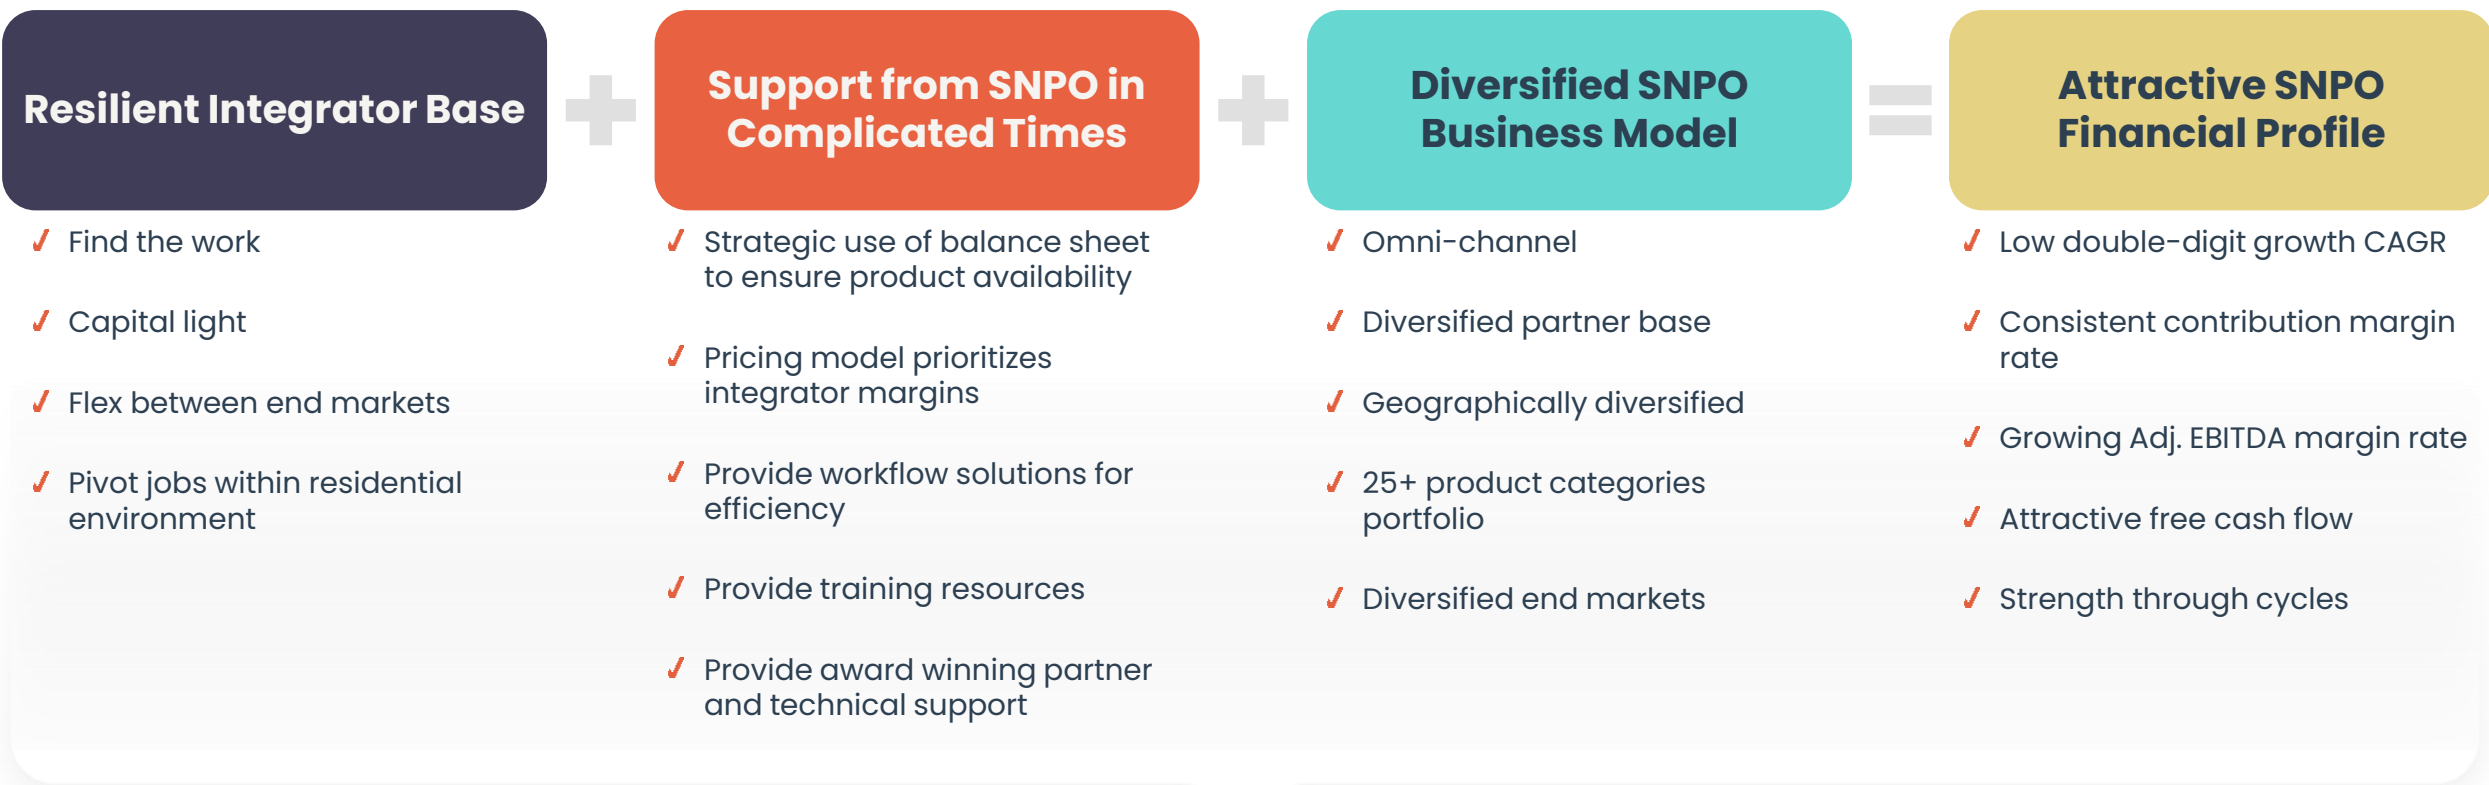 Resilient Integrator Base
Find the work
Capital light
Flex between end markets
Pivot jobs within residential
environment
Support from SNPO in
Complicated Times
Strategic use of balance sheet
to ensure product availability
Pricing model prioritizes
integrator margins
Provide workflow solutions for
efficiency
Provide training resources
Provide award winning partner
and technical support
Diversified SNPO
Business Model
Omni-channel
Diversified partner base
Geographically diversified
25+ product categories
portfolio
Diversified end markets
Attractive SNPO
Financial Profile
Low double-digit growth CAGR
Consistent contribution margin
rate
Growing Adj. EBITDA margin rate
Attractive free cash flow
Strength through cycles